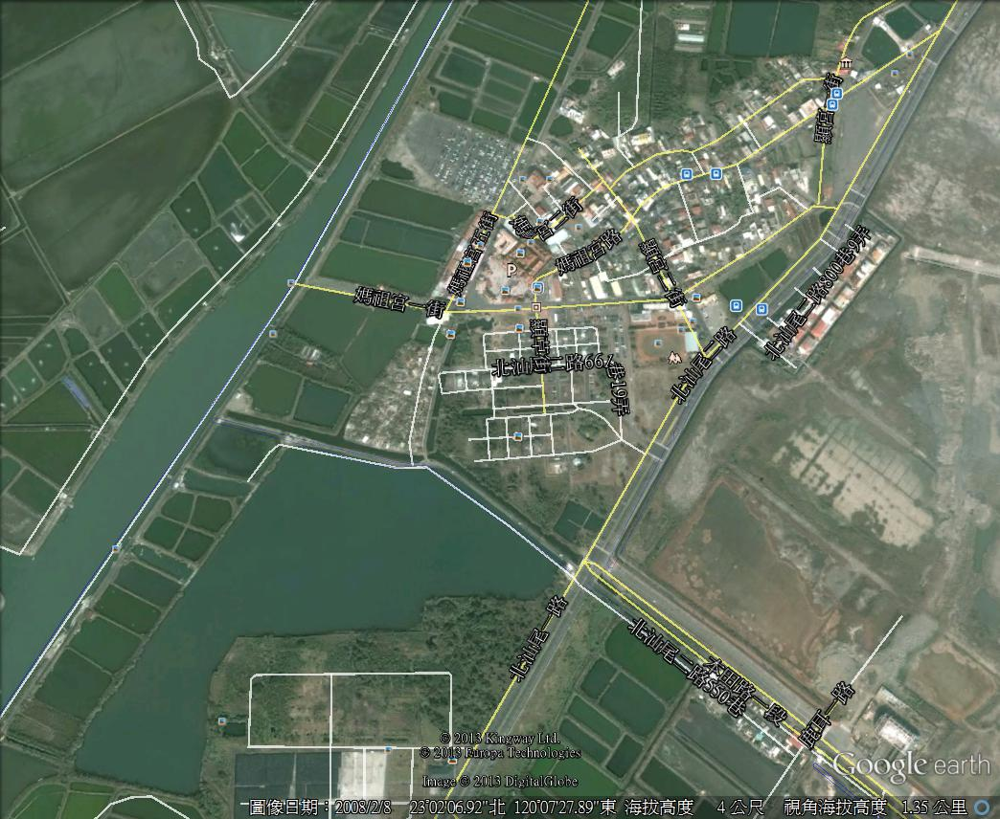 顯宮一街
媽祖宮二街
媽祖宮五街
媽祖宮路
顯宮二街
北汕尾二路800巷9弄
媽祖宮一街
北汕尾二路
P
北汕尾二路667巷19弄
北汕尾一路
北汕尾二路550巷
本田路一段
鹿耳一路
© 2013 Kingway Ltd.
© 2013 Europa Technologies
Image © 2013 DigitalGlobe
Google earth
圖像日期：2008/2/8 23°02'06.92"北 120°07'27.89"東 海拔高度 4 公尺 視角海拔高度 1.35 公里